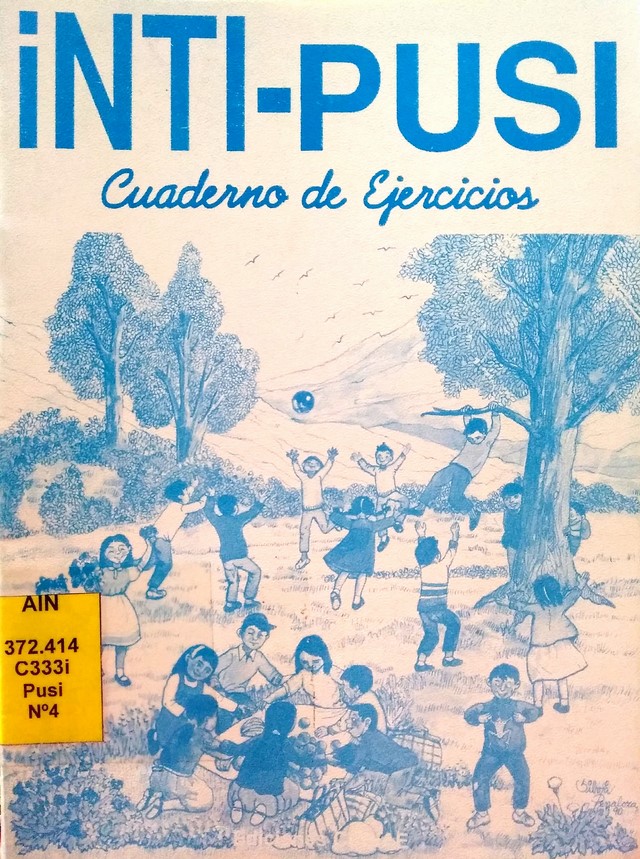 iNTI-PUSI
Cuaderno de Ejercicios
AIN
372.414
C333i
Pusi
Nº4